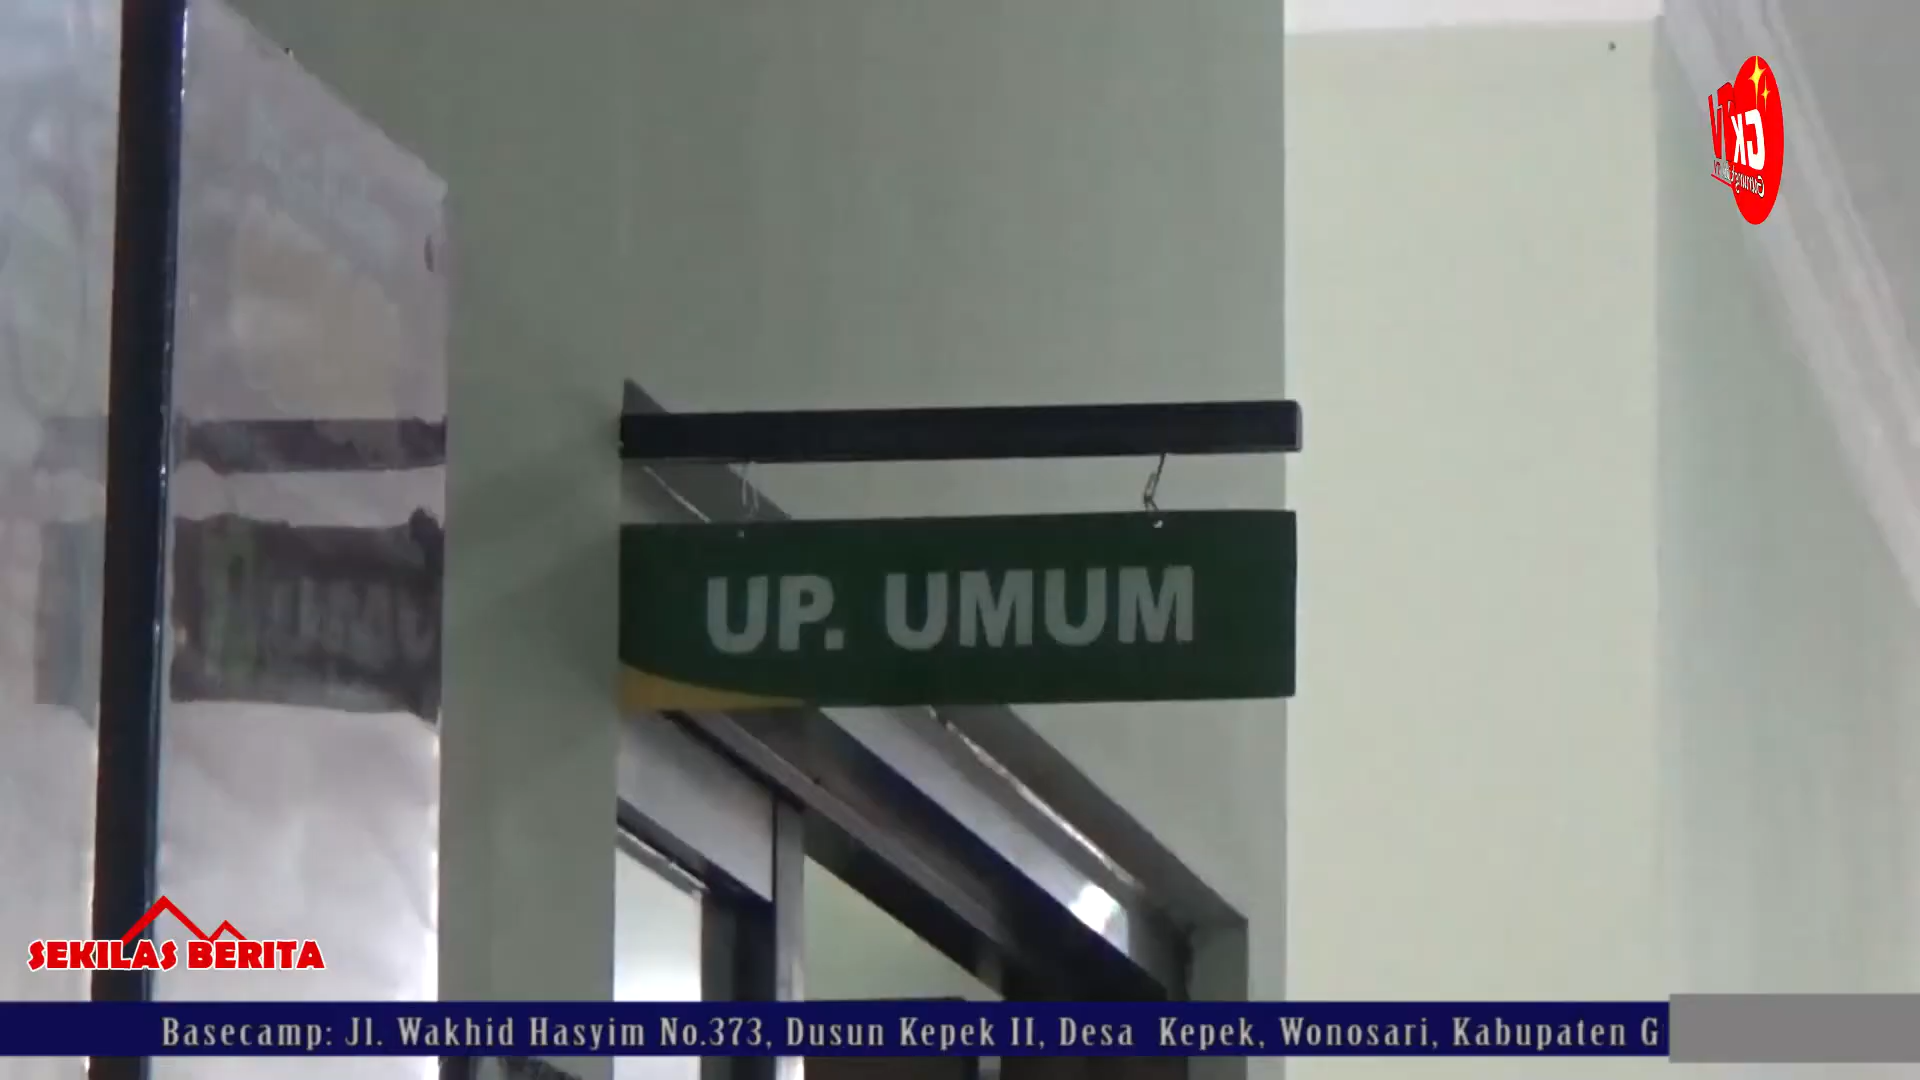 UP. UMUM
SEKILAS BERITA
Basecamp: Jl. Wakhid Hasyim No.373, Dusun Kepek II, Desa Kepek, Wonosari, Kabupaten G